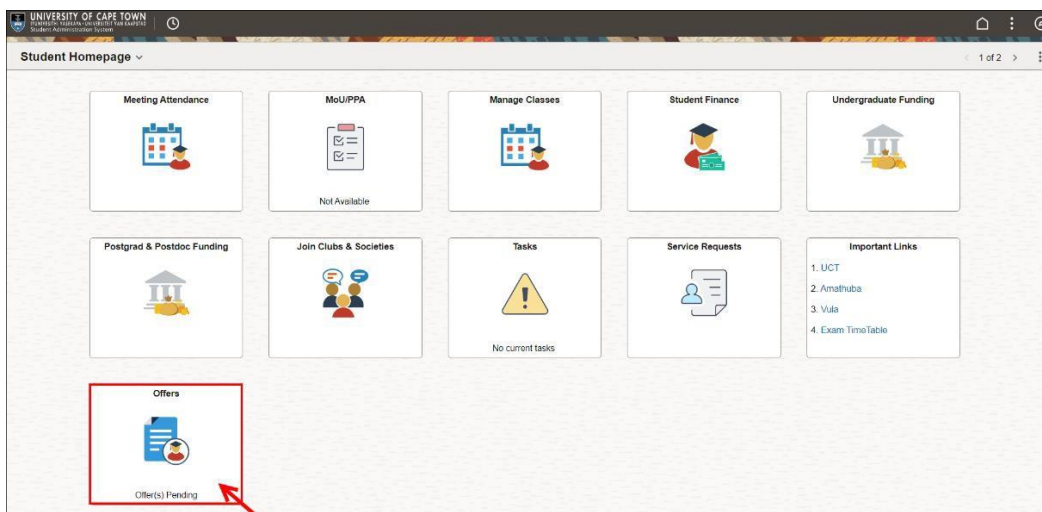 UNIVERSITY OF CAPE TOWN
Student Administration System
Student Homepage
1 of 2
Meeting Attendance
MoU/PPA
Not Available
Manage Classes
Student Finance
Undergraduate Funding
Postgrad & Postdoc Funding
Join Clubs & Societies
Tasks
No current tasks
Service Requests
Important Links
1. UCT
2. Amathuba
3. Vula
4. Exam TimeTable
Offers
Offer(s) Pending